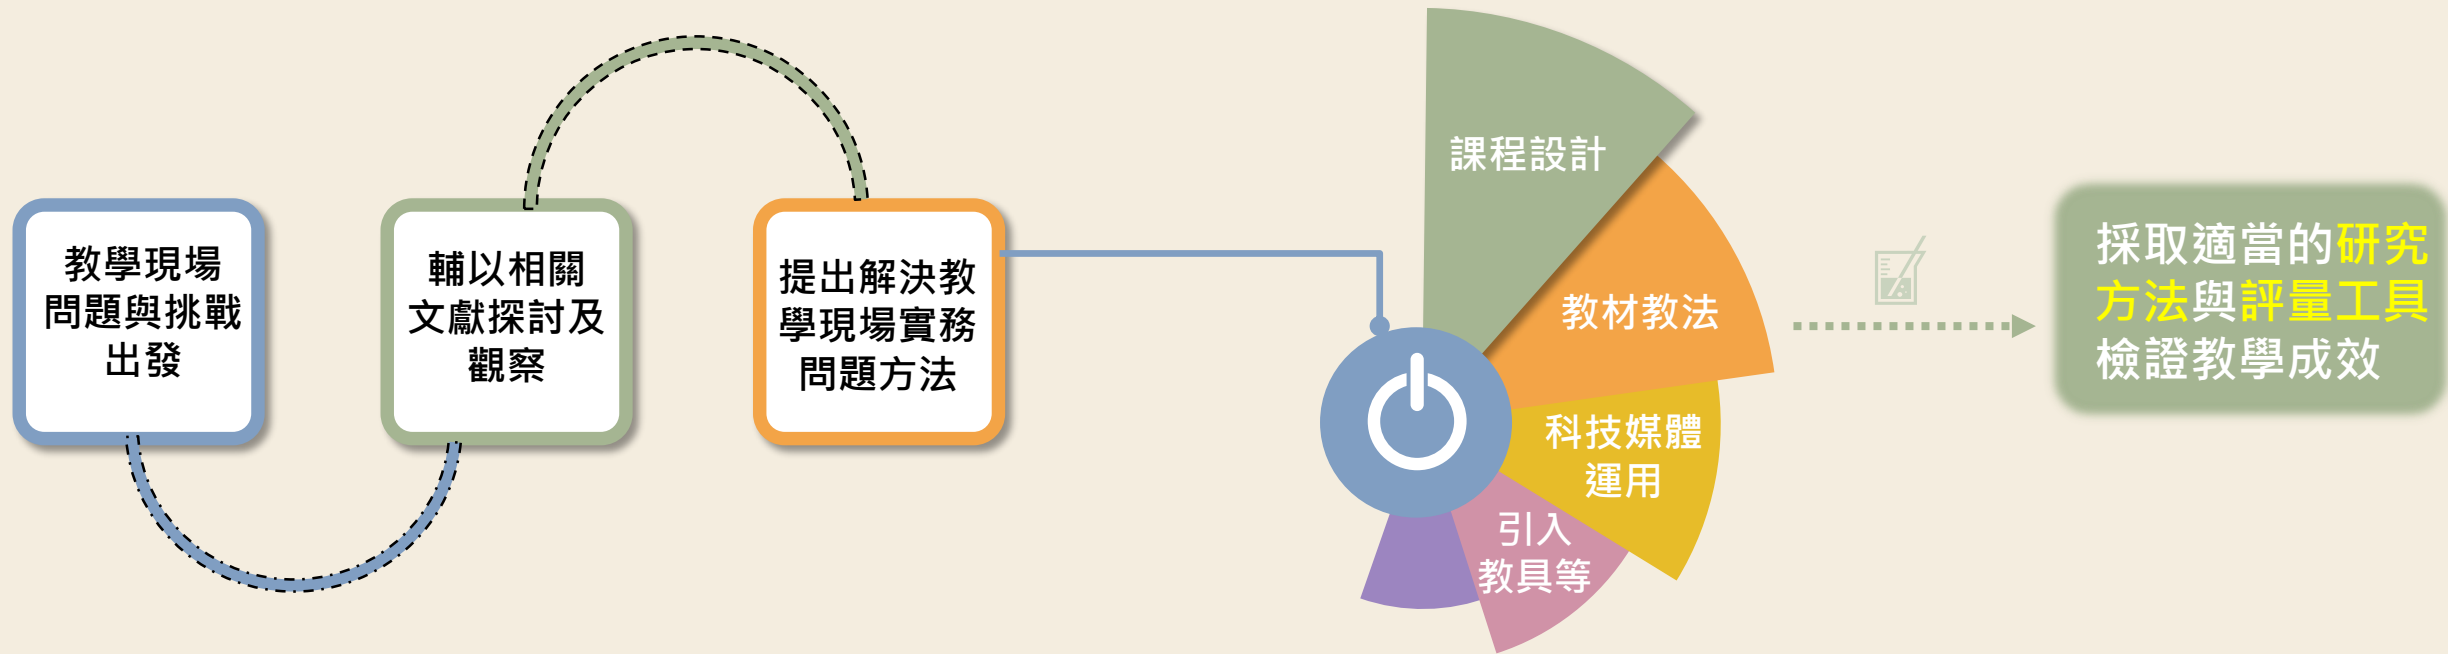 教學現場
問題與挑戰
出發
輔以相關
文獻探討及
觀察
提出解決教
學現場實務
問題方法
課程設計
教材教法
科技媒體
運用
引入
教具等
採取適當的研究
方法與評量工具
檢證教學成效